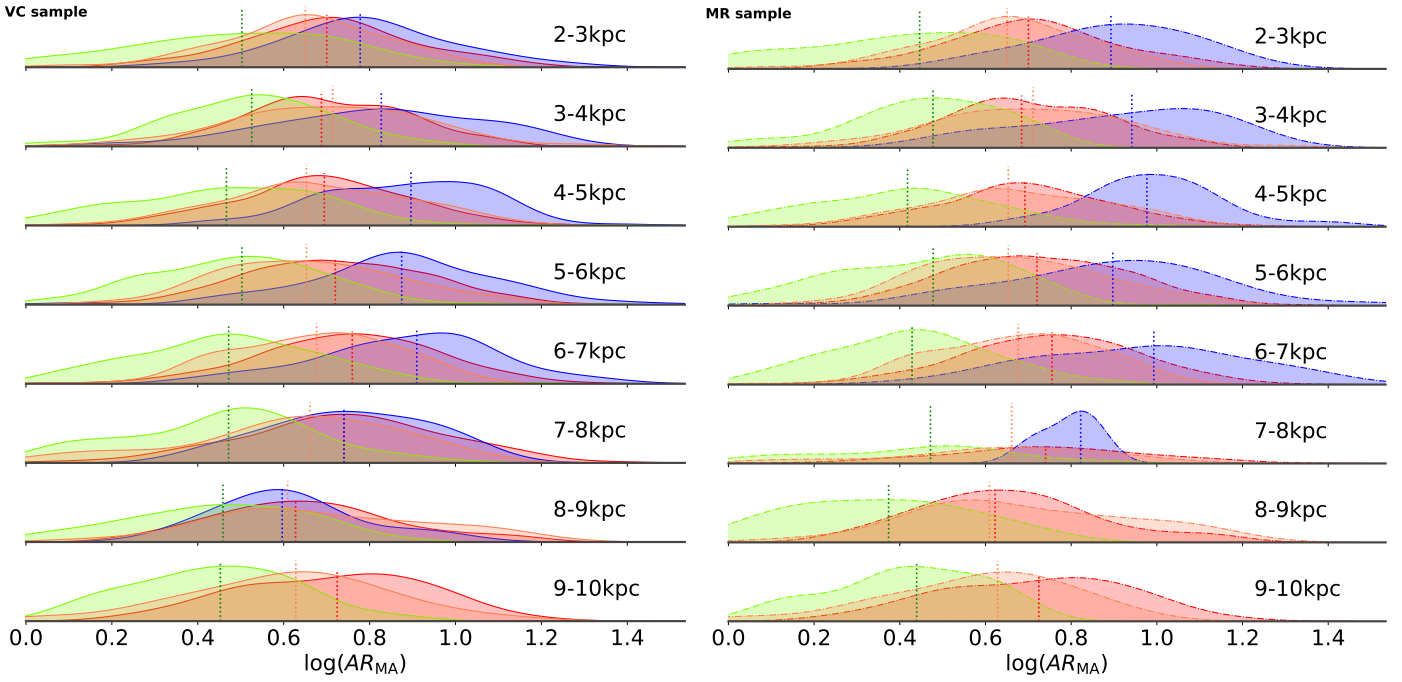 VC sample
2-3kpc
3-4kpc
4-5kpc
5-6kpc
6-7kpc
7-8kpc
8-9kpc
9-10kpc
0.0 0.2 0.4 0.6 0.8 1.0 1.2 1.4
log(AR_MA)
MR sample
2-3kpc
3-4kpc
4-5kpc
5-6kpc
6-7kpc
7-8kpc
8-9kpc
9-10kpc
0.0 0.2 0.4 0.6 0.8 1.0 1.2 1.4
log(AR_MA)